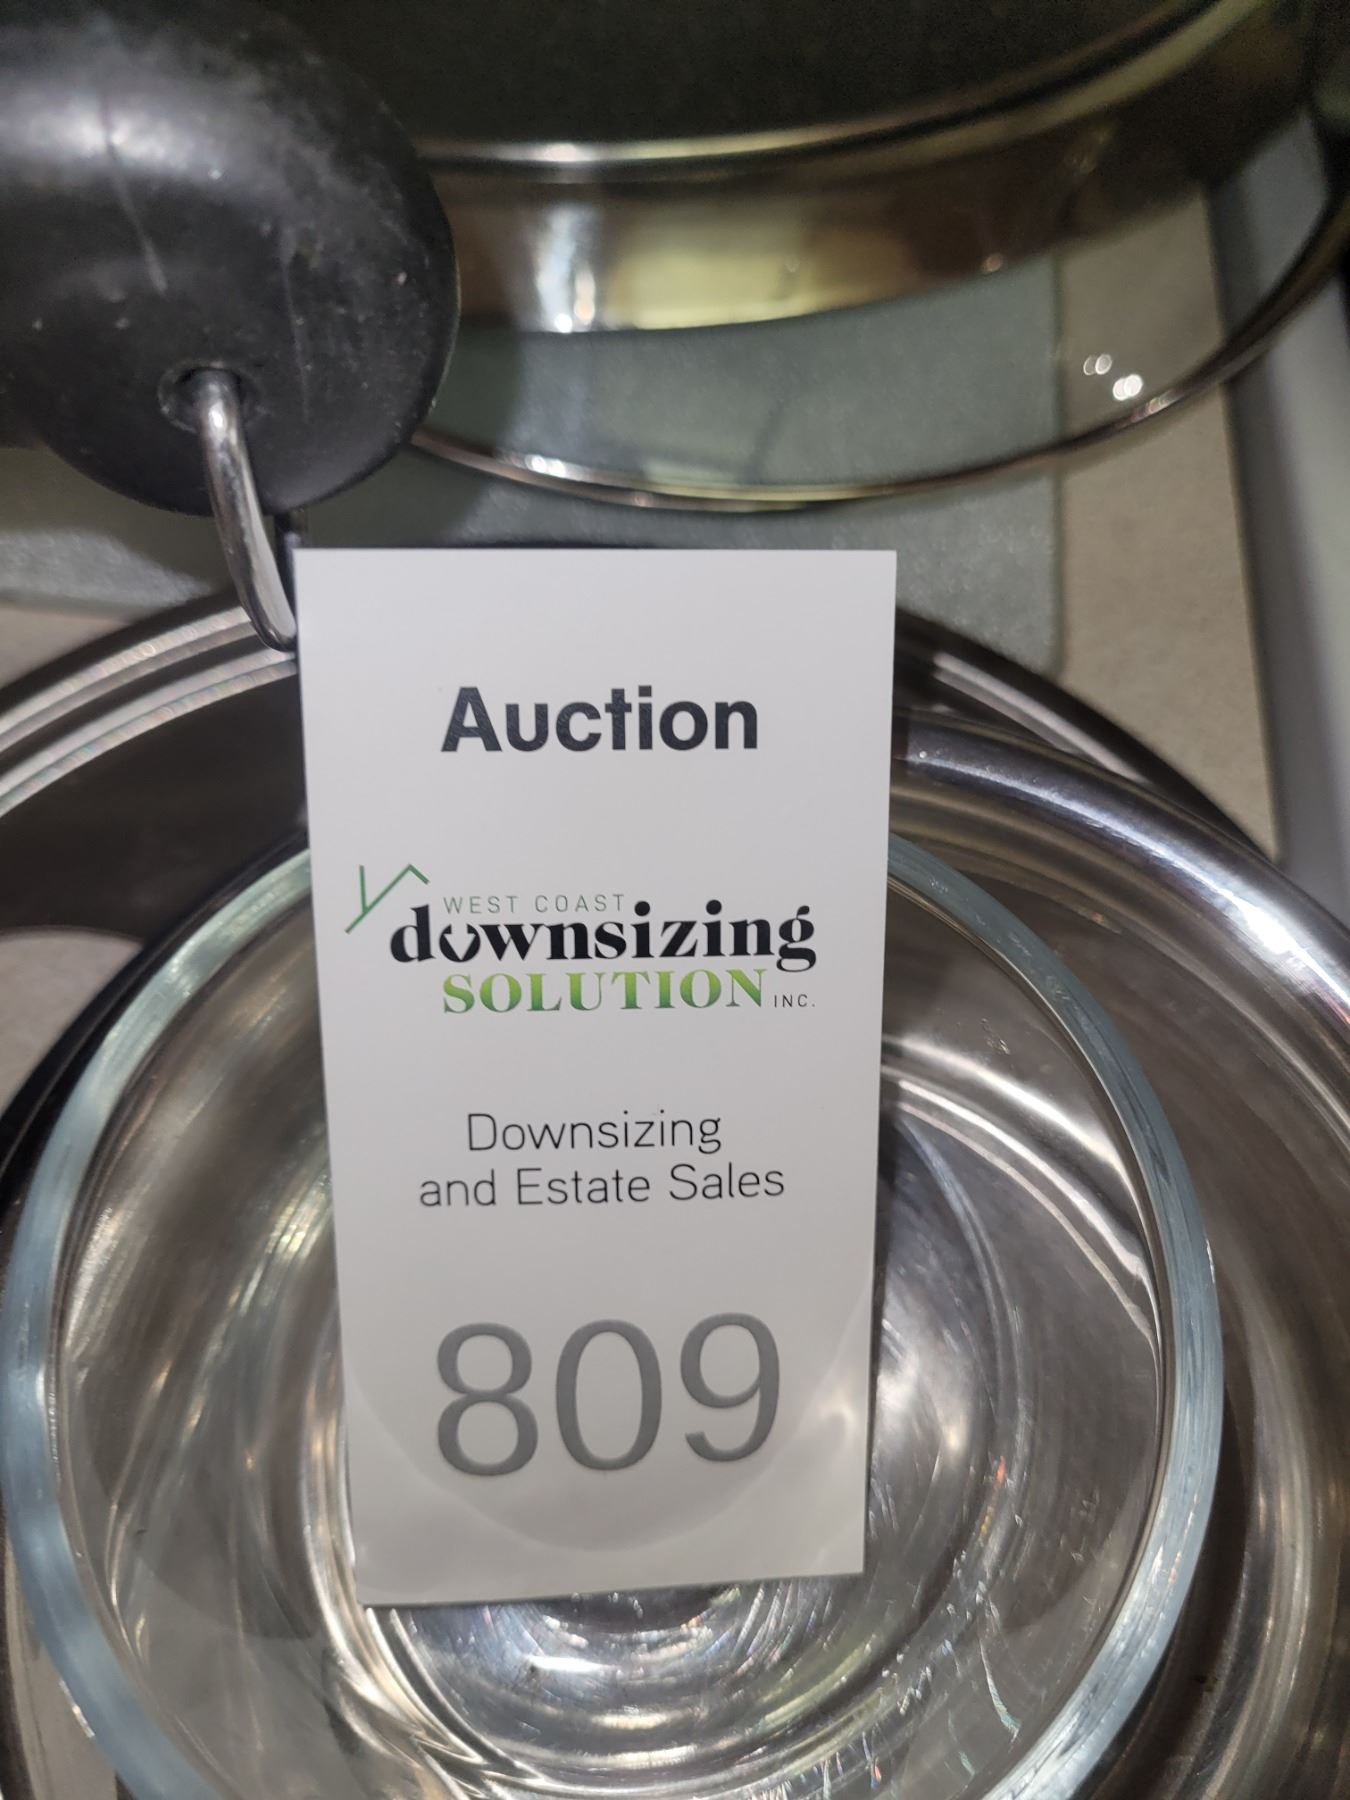 Auction
WEST COAST
downsizing
SOLUTION INC.
Downsizing
and Estate Sales
809